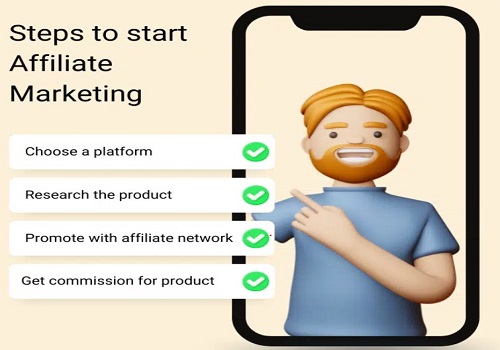 Steps to start
Affiliate
Marketing
Choose a platform
Research the product
Promote with affiliate network
Get commission for product